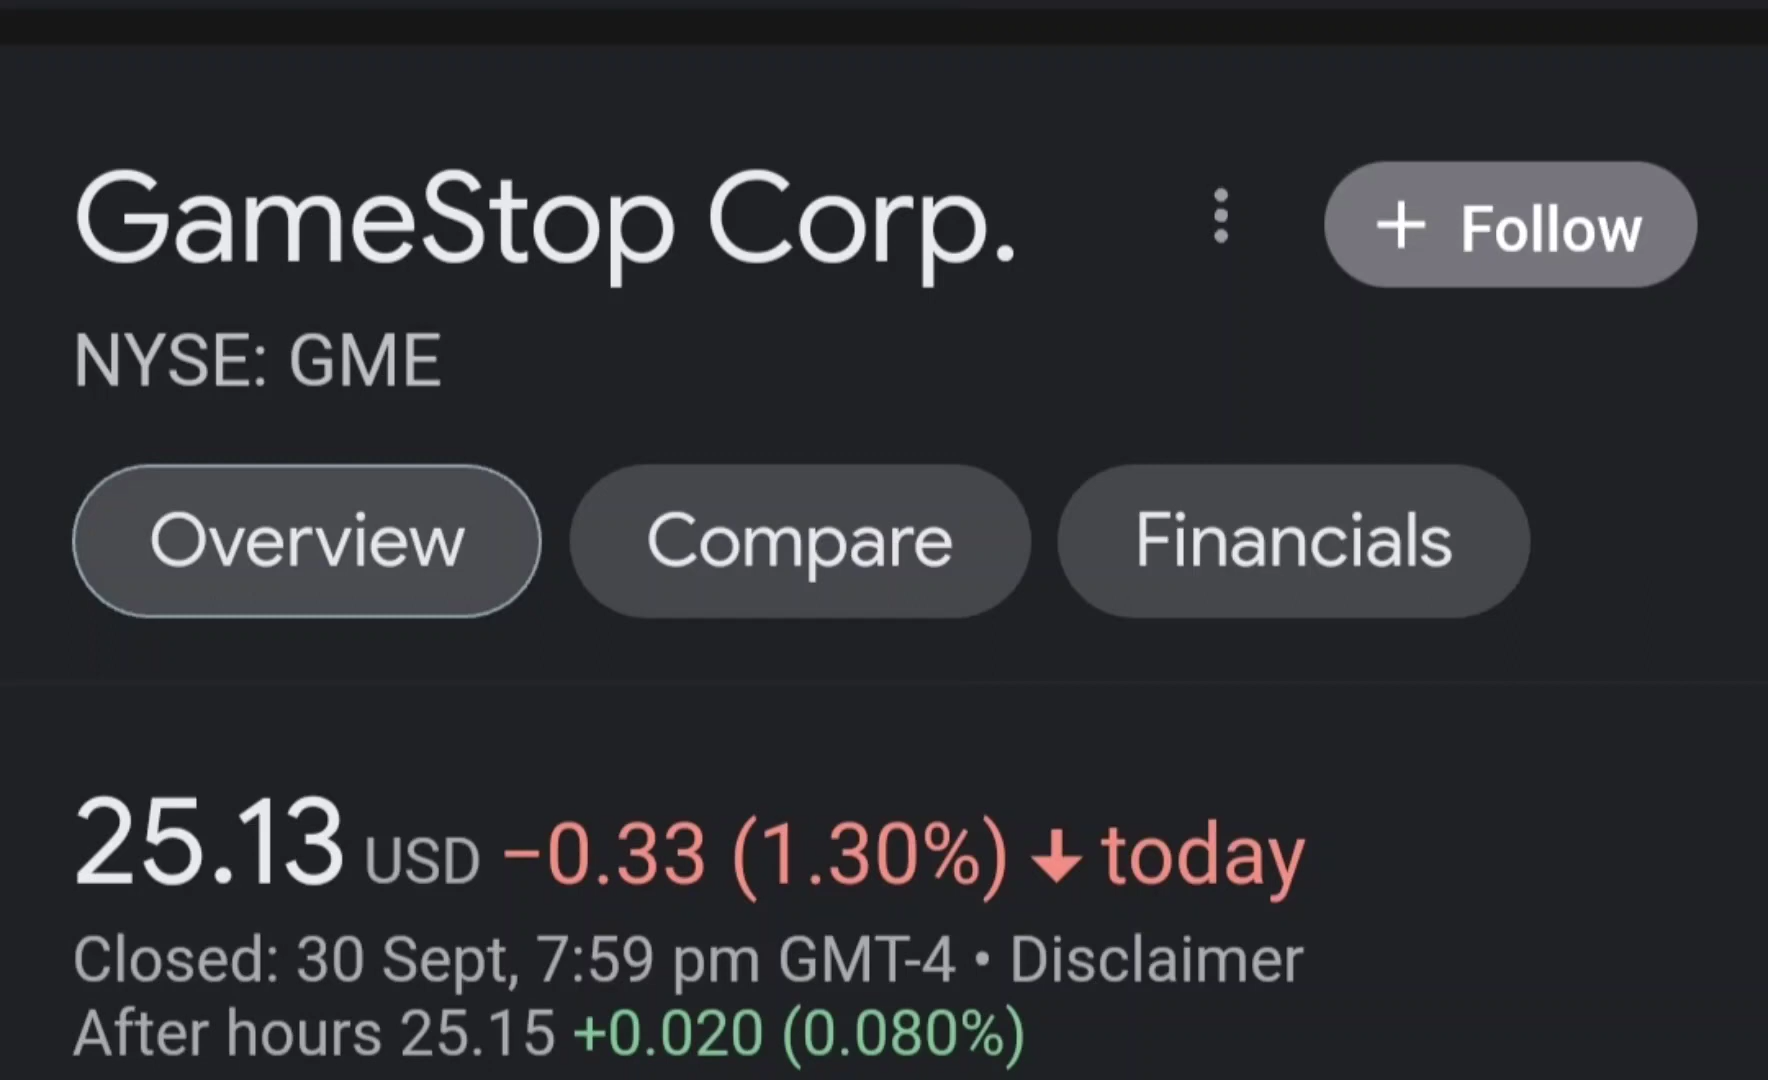 GameStop Corp.
+ Follow
NYSE: GME
Overview Compare Financials
25.13 USD −0.33 (1.30%) ↓ today
Closed: 30 Sept, 7:59 pm GMT-4 • Disclaimer
After hours 25.15 +0.020 (0.080%)